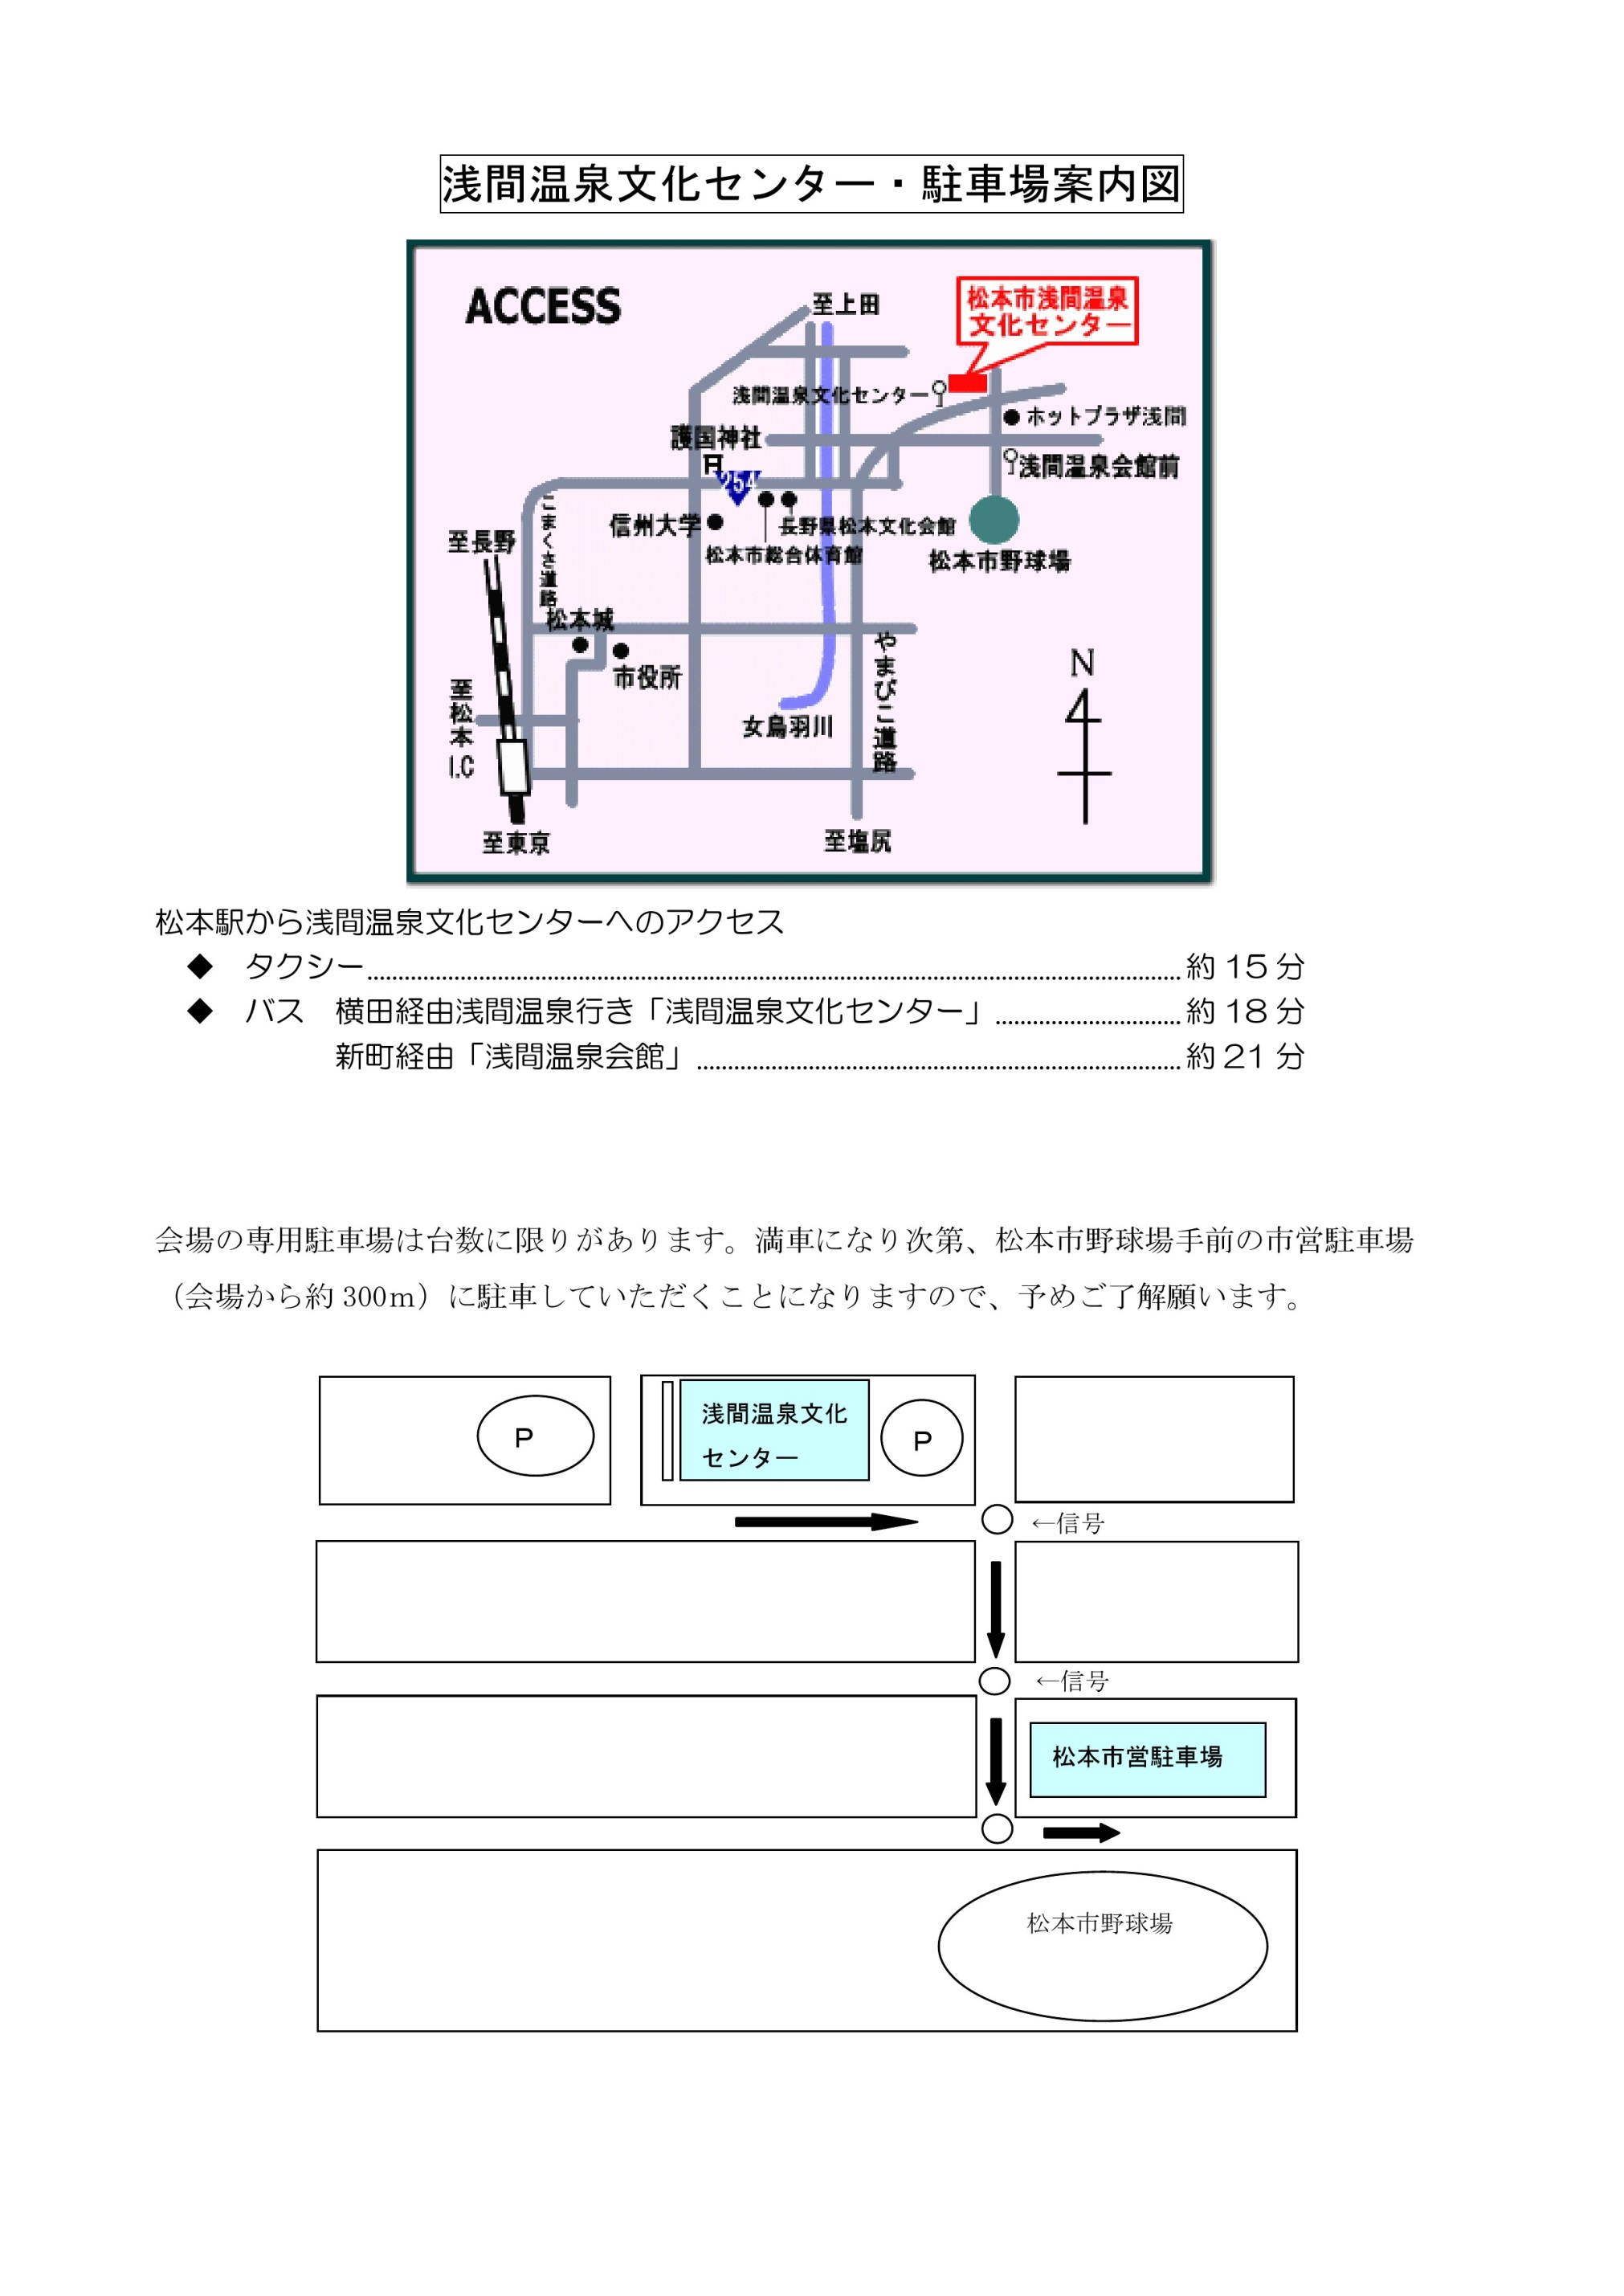 浅間温泉文化センター・駐車場案内図
ACCESS
至上田
松本市浅間温泉
文化センター
浅間温泉文化センター
ホットプラザ浅間
護国神社
浅間温泉会館前
254
こまくさ道路
信州大学
長野県松本文化会館
松本市総合体育館
至長野
松本市野球場
松本城
市役所
やまびこ道路
N
至松本I.C
女鳥羽川
至東京
至塩尻
松本駅から浅間温泉文化センターへのアクセス
◆ タクシー 約15分
◆ バス 横田経由浅間温泉行き「浅間温泉文化センター」 約18分
新町経由「浅間温泉会館」 約21分
会場の専用駐車場は台数に限りがあります。満車になり次第、松本市野球場手前の市営駐車場
（会場から約300m）に駐車していただくことになりますので、予めご了解願います。
P
浅間温泉文化
センター
P
←信号
←信号
松本市営駐車場
松本市野球場